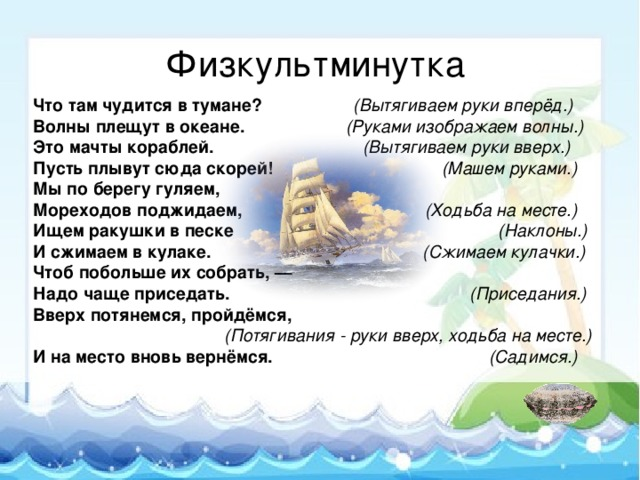 Физкультминутка
Что там чудится в тумане? (Вытягиваем руки вперёд.)
Волны плещут в океане. (Руками изображаем волны.)
Это мачты кораблей. (Вытягиваем руки вверх.)
Пусть плывут сюда скорей! (Машем руками.)
Мы по берегу гуляем,
Мореходов поджидаем, (Ходьба на месте.)
Ищем ракушки в песке (Наклоны.)
И сжимаем в кулаке. (Сжимаем кулачки.)
Чтоб побольше их собрать, —
Надо чаще приседать. (Приседания.)
Вверх потянемся, пройдёмся,
(Потягивания - руки вверх, ходьба на месте.)
И на место вновь вернёмся. (Садимся.)